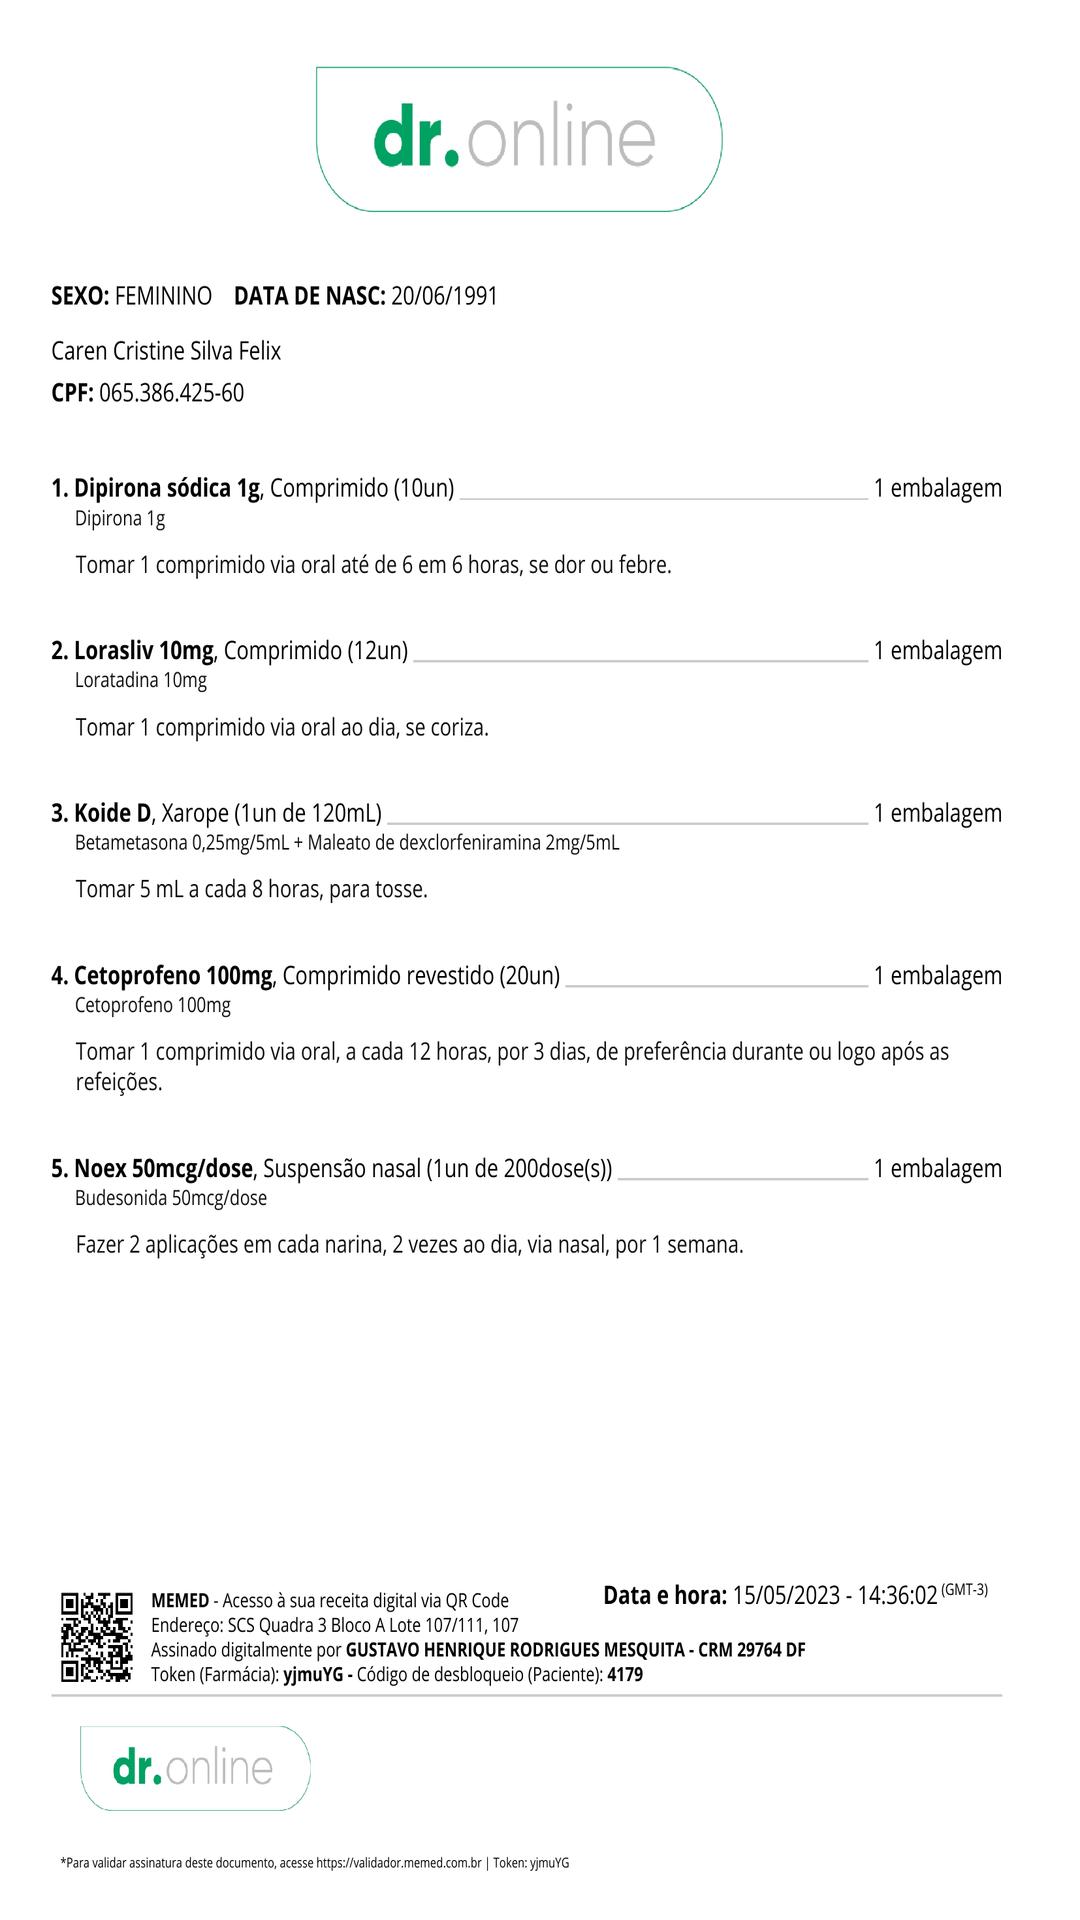 dr.online
SEXO: FEMININO DATA DE NASC: 20/06/1991
Caren Cristine Silva Felix
CPF: 065.386.425-60
1. Dipirona sódica 1g, Comprimido (10un) 1 embalagem
Dipirona 1g
Tomar 1 comprimido via oral até de 6 em 6 horas, se dor ou febre.
2. Lorasliv 10mg, Comprimido (12un) 1 embalagem
Loratadina 10mg
Tomar 1 comprimido via oral ao dia, se coriza.
3. Koide D, Xarope (1un de 120mL) 1 embalagem
Betametasona 0,25mg/5mL + Maleato de dexclorfeniramina 2mg/5mL
Tomar 5 mL a cada 8 horas, para tosse.
4. Cetoprofeno 100mg, Comprimido revestido (20un) 1 embalagem
Cetoprofeno 100mg
Tomar 1 comprimido via oral, a cada 12 horas, por 3 dias, de preferência durante ou logo após as
refeições.
5. Noex 50mcg/dose, Suspensão nasal (1un de 200dose(s)) 1 embalagem
Budesonida 50mcg/dose
Fazer 2 aplicações em cada narina, 2 vezes ao dia, via nasal, por 1 semana.
Data e hora: 15/05/2023 - 14:36:02 (GMT-3)
MEMED - Acesso à sua receita digital via QR Code
Endereço: SCS Quadra 3 Bloco A Lote 107/111, 107
Assinado digitalmente por GUSTAVO HENRIQUE RODRIGUES MESQUITA - CRM 29764 DF
Token (Farmácia): yjmuYG - Código de desbloqueio (Paciente): 4179
dr.online
*Para validar assinatura deste documento, acesse https://validador.memed.com.br | Token: yjmuYG